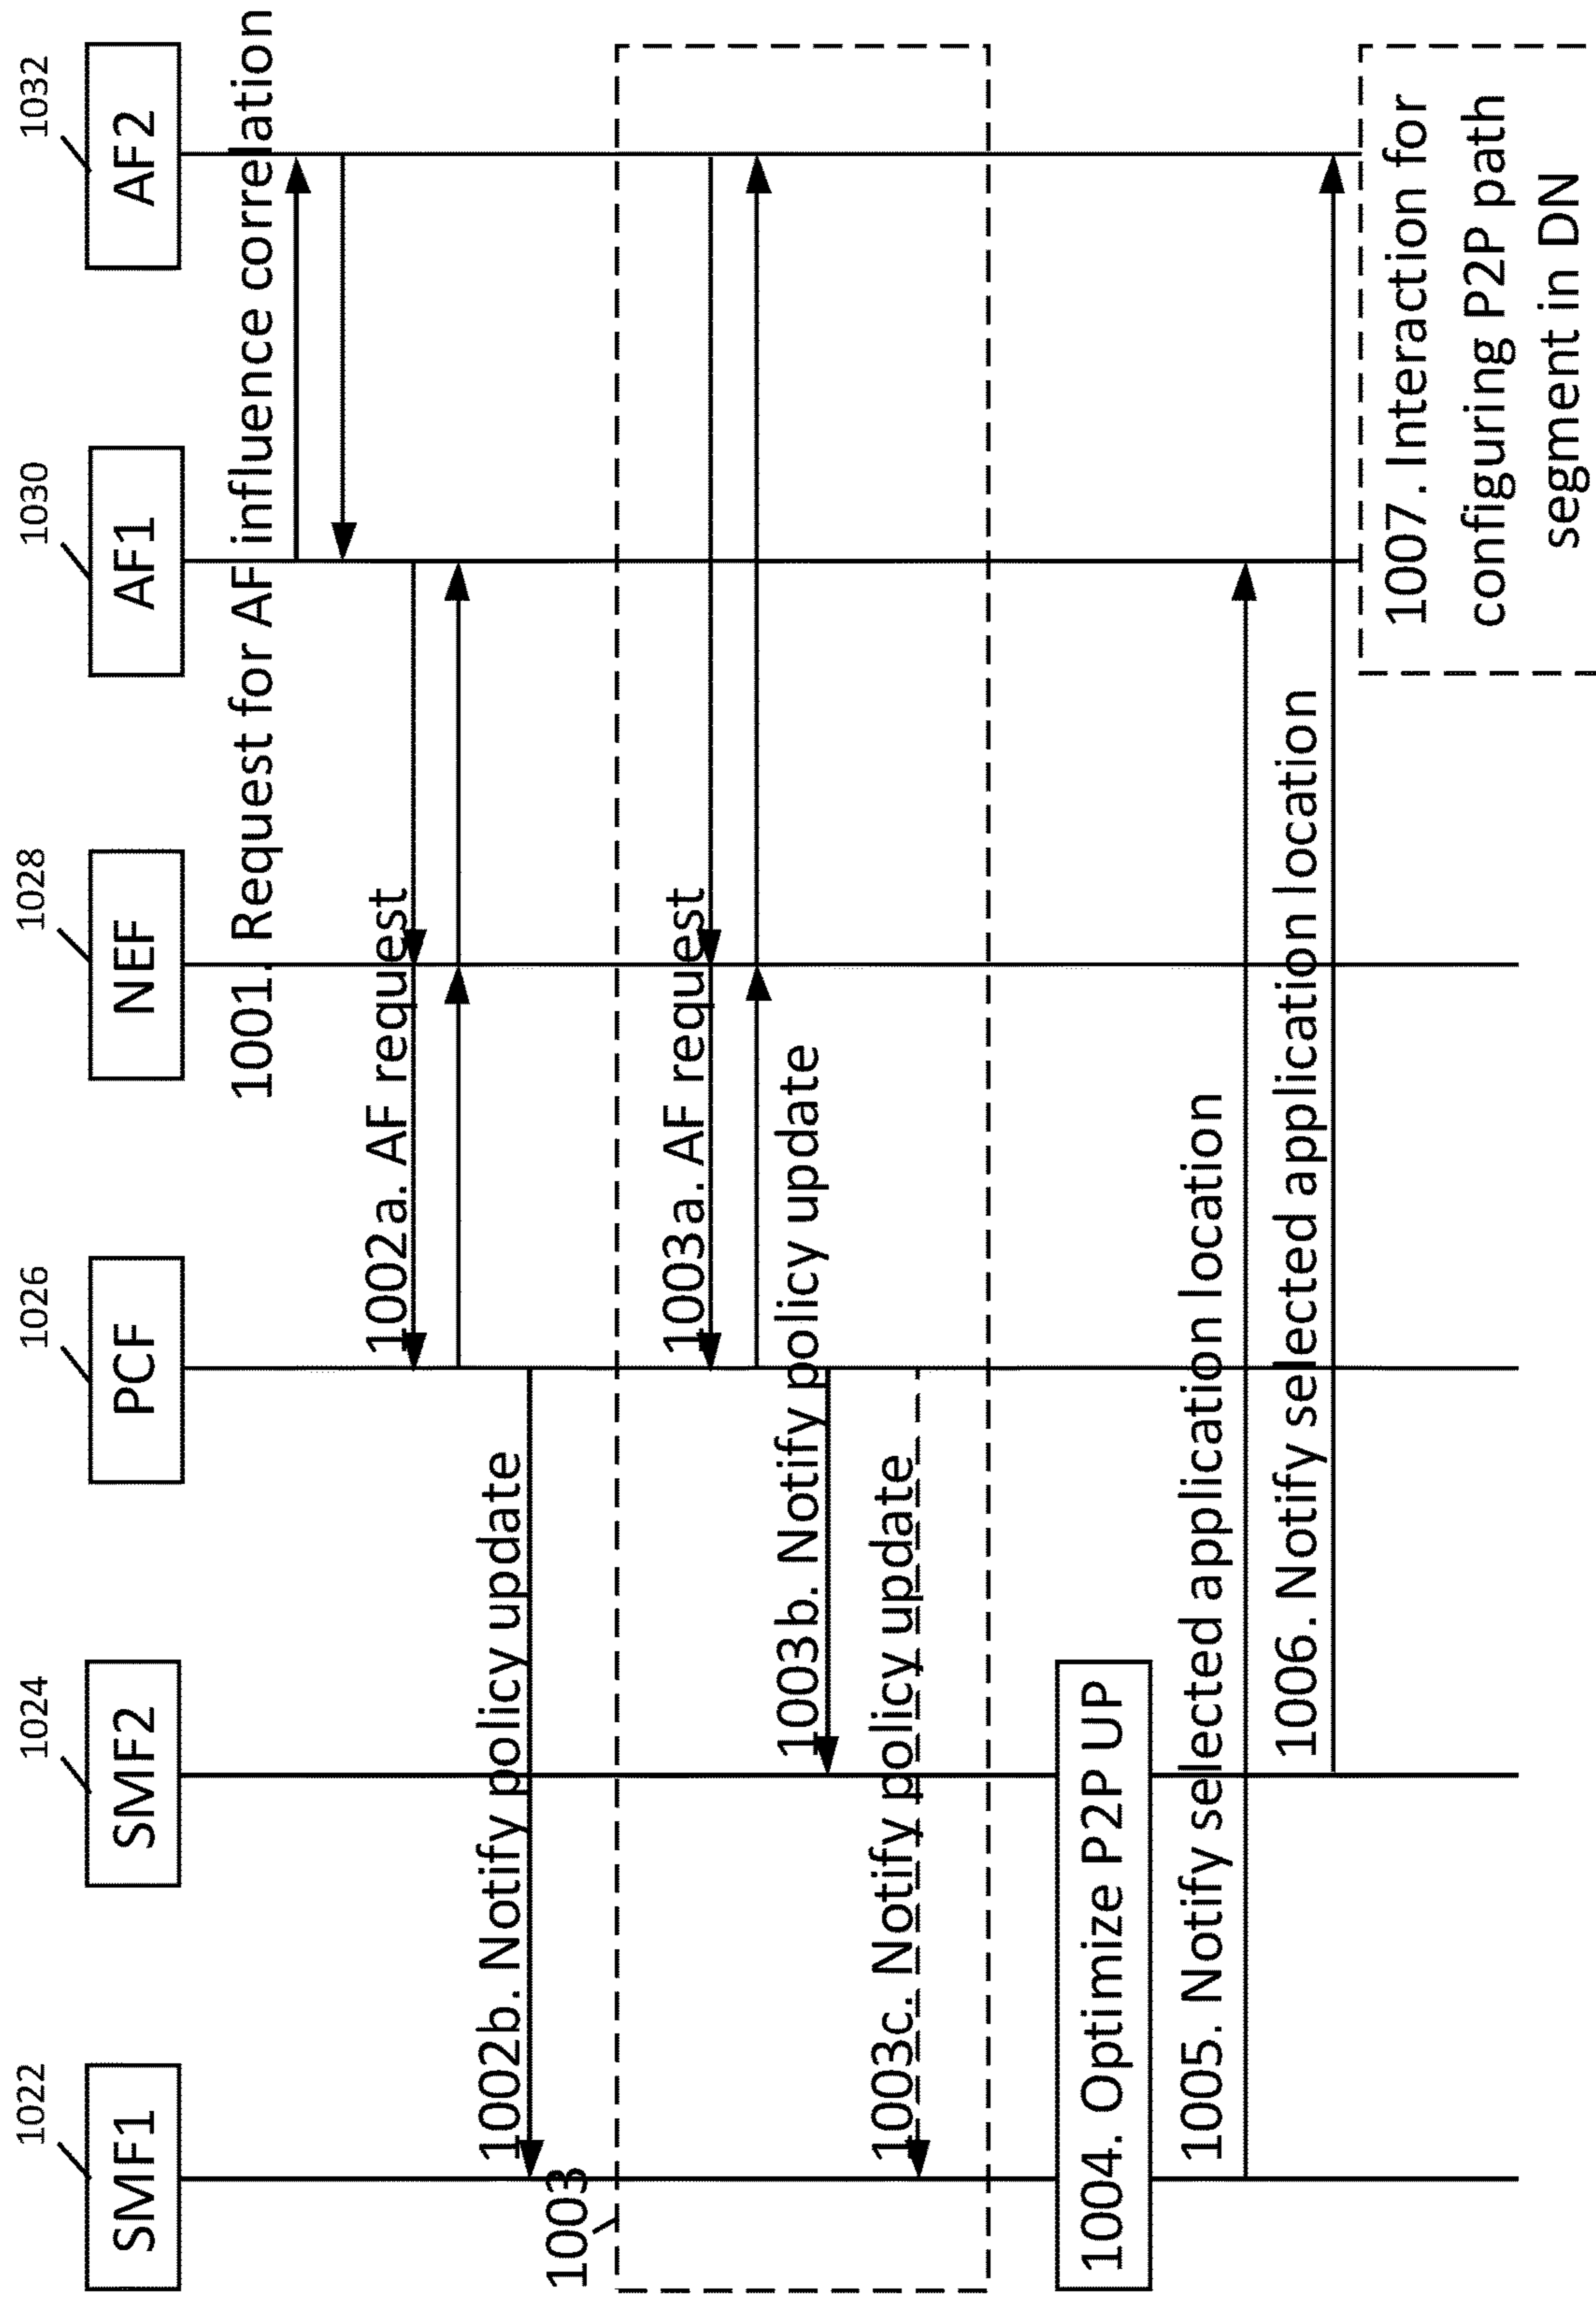 1022
1024
1026
1028
1030
1032
SMF1
SMF2
PCF
NEF
AF1
AF2
1001. Request for AF influence correlation
1002a. AF request
1002b. Notify policy update
1003
1003a. AF request
1003b. Notify policy update
1003c. Notify policy update
1004. Optimize P2P UP
1005. Notify selected application location
1006. Notify selected application location
1007. Interaction for
configuring P2P path
segment in DN